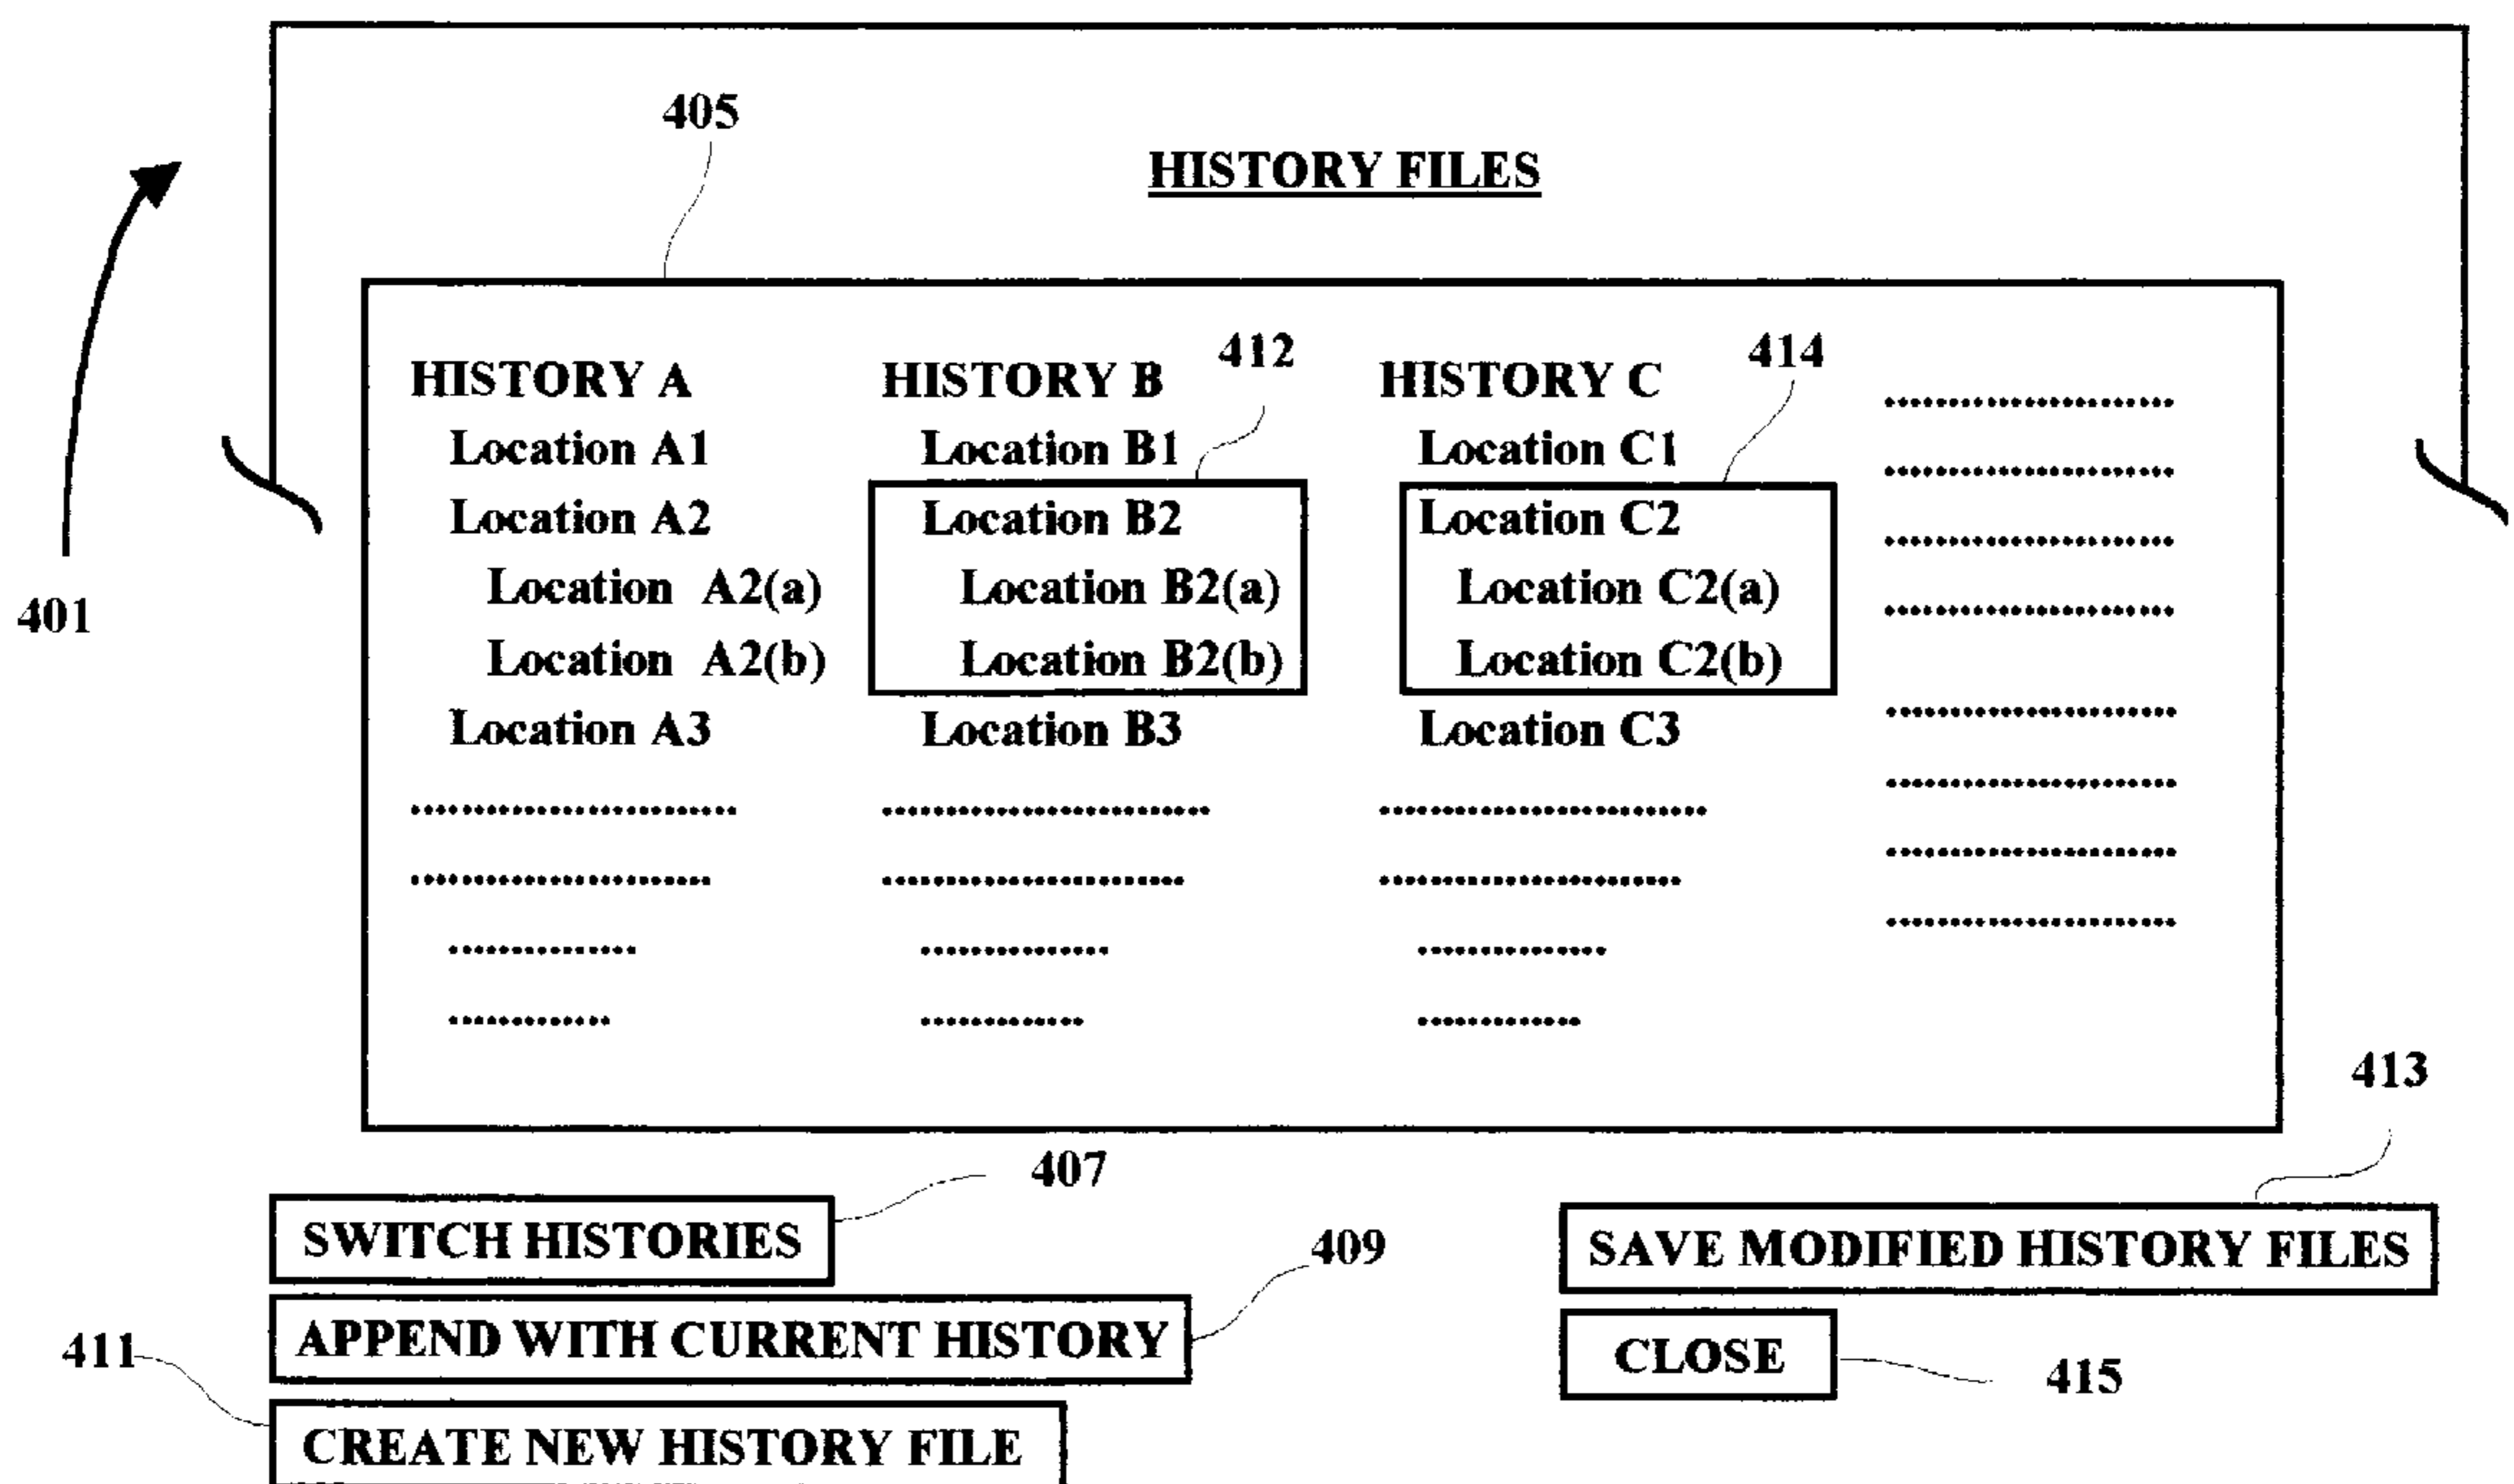 405
HISTORY FILES
401
412
414
HISTORY A
Location A1
Location A2
Location A2(a)
Location A2(b)
Location A3
HISTORY B
Location B1
Location B2
Location B2(a)
Location B2(b)
Location B3
HISTORY C
Location C1
Location C2
Location C2(a)
Location C2(b)
Location C3
407
SWITCH HISTORIES
409
APPEND WITH CURRENT HISTORY
411
CREATE NEW HISTORY FILE
413
SAVE MODIFIED HISTORY FILES
CLOSE
415